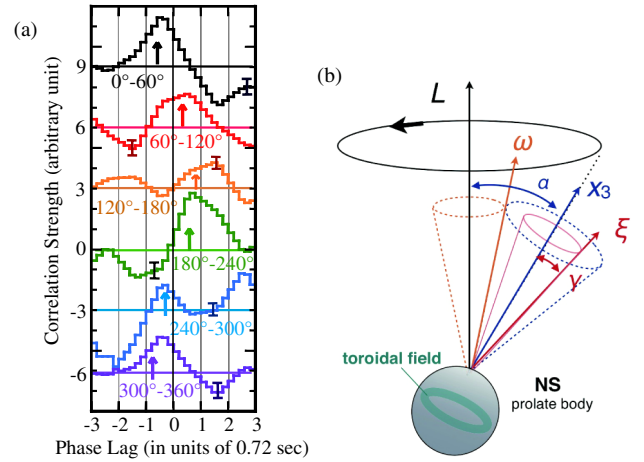 (a)
Correlation Strength (arbitrary unit)
9
6
3
0
-3
-6
0°-60°
60°-120°
120°-180°
180°-240°
240°-300°
300°-360°
-3 -2 -1 0 1 2 3
Phase Lag (in units of 0.72 sec)
(b)
L
ω
α
x3
ξ
γ
toroidal field
NS
prolate body